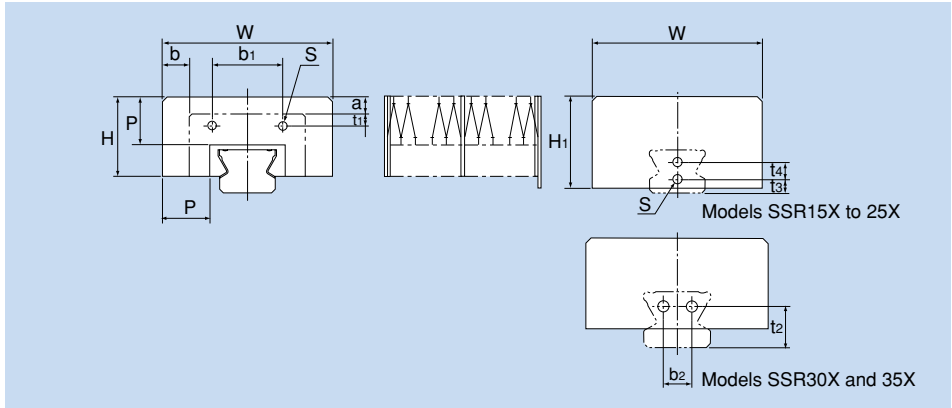 W
b
b1
S
a
t1
H
P
P
W
H1
t4
t3
S
Models SSR15X to 25X
t2
b2
Models SSR30X and 35X